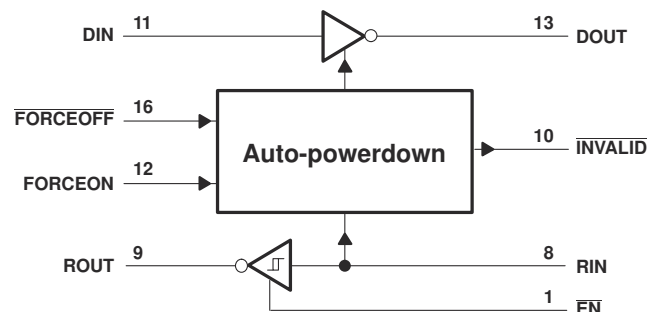 DIN 11 13 DOUT
FORCEOFF 16
Auto-powerdown 10 INVALID
FORCEON 12
ROUT 9 8 RIN
1 EN